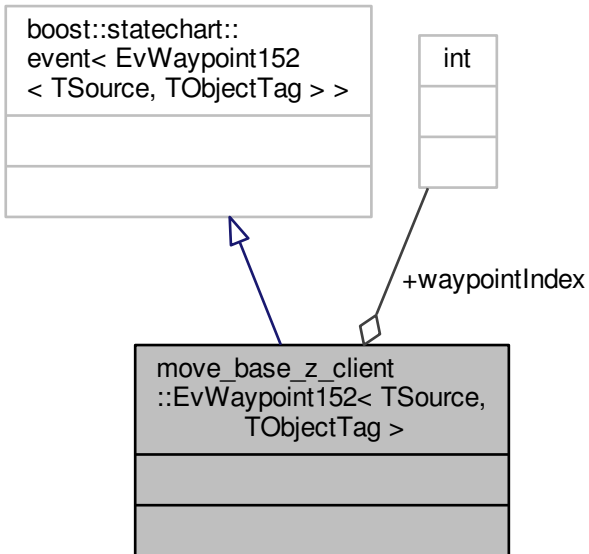 boost::statechart::
event< EvWaypoint152
< TSource, TObjectTag > >
int
+waypointIndex
move_base_z_client
::EvWaypoint152< TSource,
TObjectTag >